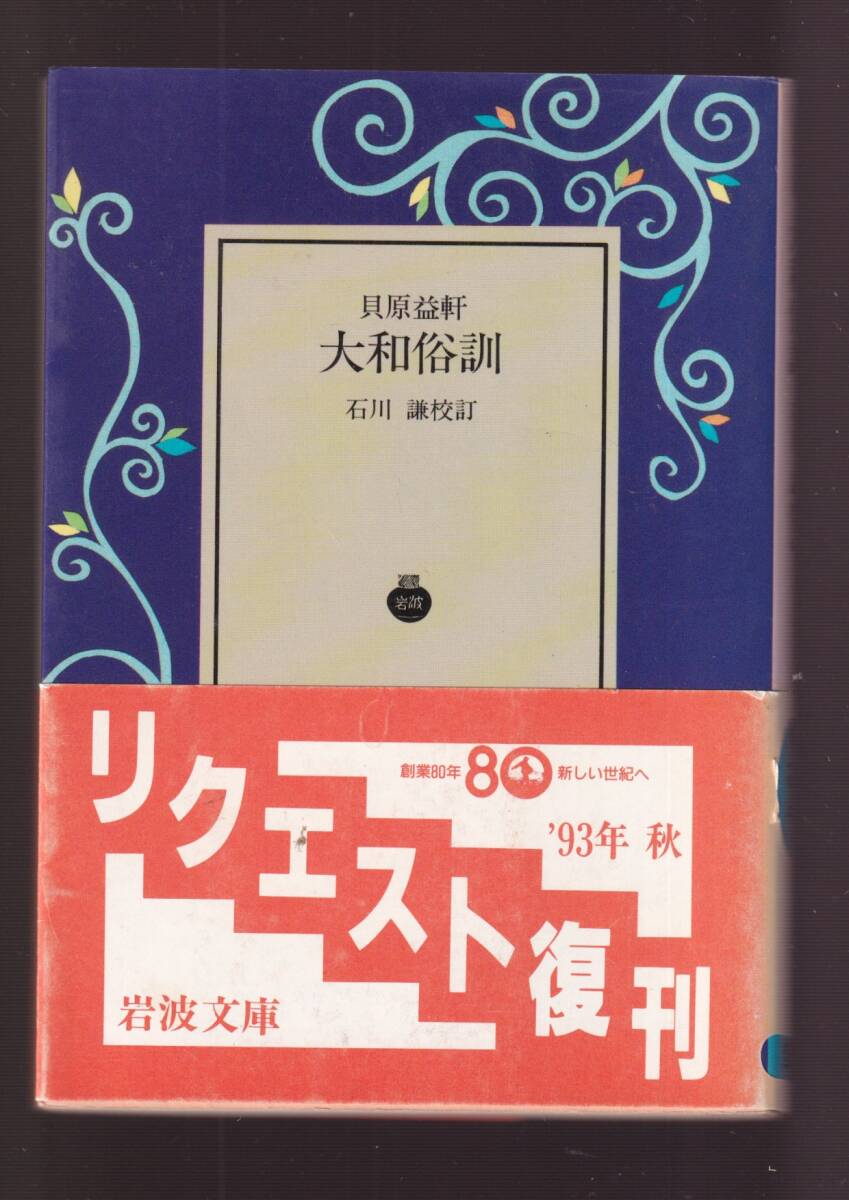 貝原益軒
大和俗訓
石川 謙校訂
岩波
創業80年 80 新しい世紀へ
'93年 秋
リクエスト復刊
岩波文庫